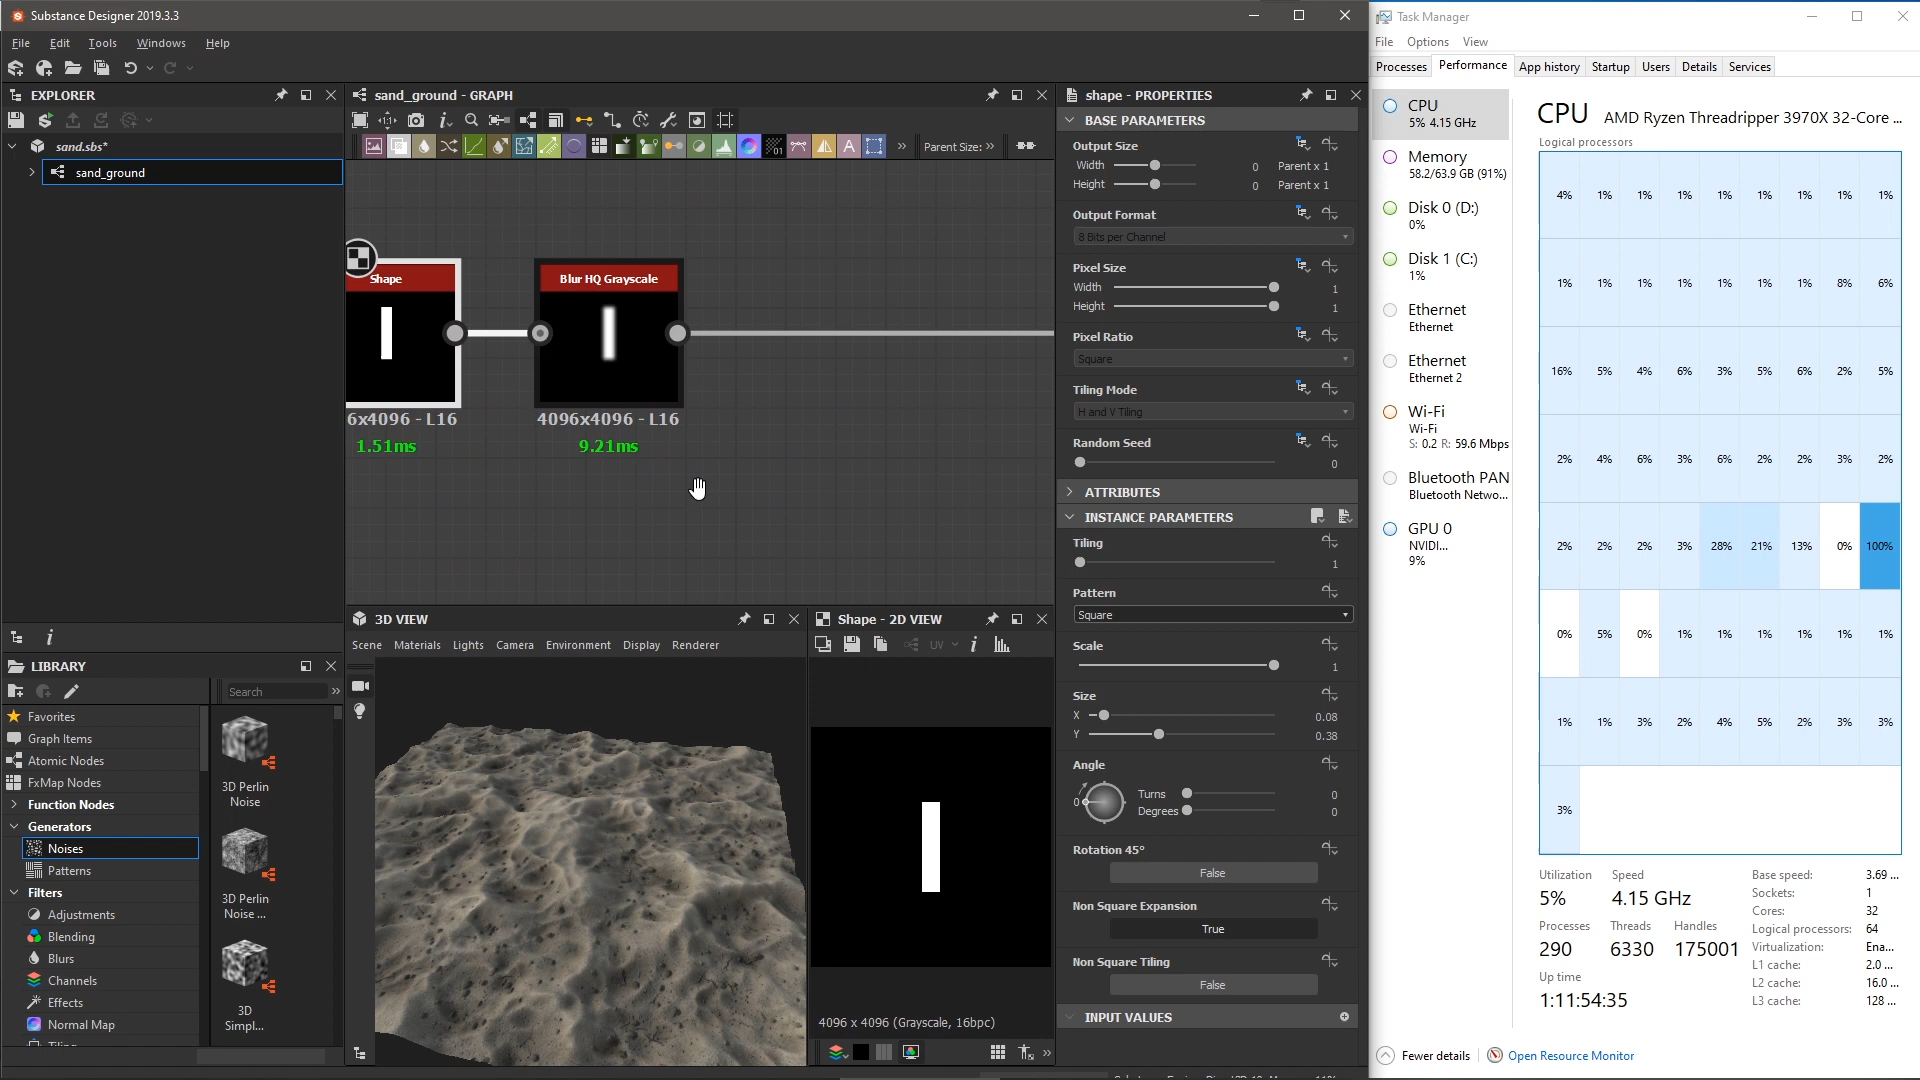 Substance Designer 2019.3.3
File Edit Tools Windows Help
EXPLORER
sand.sbs*
sand_ground
LIBRARY
Search
Favorites
Graph Items
Atomic Nodes
FxMap Nodes
Function Nodes
Generators
Noises
Patterns
Filters
Adjustments
Blending
Blurs
Channels
Effects
Normal Map
3D Perlin
Noise
3D Perlin
Noise ...
3D
Simpl...
sand_ground - GRAPH
Parent Size:
Shape
6x4096 - L16
1.51ms
Blur HQ Grayscale
4096x4096 - L16
9.21ms
3D VIEW
Scene Materials Lights Camera Environment Display Renderer
Shape - 2D VIEW
UV
4096 x 4096 (Grayscale, 16bpc)
shape - PROPERTIES
BASE PARAMETERS
Output Size
Width 0 Parent x 1
Height 0 Parent x 1
Output Format
8 Bits per Channel
Pixel Size
Width 1
Height 1
Pixel Ratio
Square
Tiling Mode
H and V Tiling
Random Seed
0
ATTRIBUTES
INSTANCE PARAMETERS
Tiling
1
Pattern
Square
Scale
1
Size
X 0.08
Y 0.38
Angle
0 Turns 0
Degrees 0
Rotation 45°
False
Non Square Expansion
True
Non Square Tiling
False
INPUT VALUES
Task Manager
File Options View
Processes Performance App history Startup Users Details Services
CPU
5% 4.15 GHz
Memory
58.2/63.9 GB (91%)
Disk 0 (D:)
0%
Disk 1 (C:)
1%
Ethernet
Ethernet
Ethernet
Ethernet 2
Wi-Fi
Wi-Fi
S: 0.2 R: 59.6 Mbps
Bluetooth PAN
Bluetooth Netwo...
GPU 0
NVIDI...
9%
CPU AMD Ryzen Threadripper 3970X 32-Core ...
Logical processors
4% 1% 1% 1% 1% 1% 1% 1% 1%
1% 1% 1% 1% 1% 1% 1% 8% 6%
16% 5% 4% 6% 3% 5% 6% 2% 5%
2% 4% 6% 3% 6% 2% 2% 3% 2%
2% 2% 2% 3% 28% 21% 13% 0% 100%
0% 5% 0% 1% 1% 1% 1% 1% 1%
1% 1% 3% 2% 4% 5% 2% 3% 3%
3%
Utilization Speed
5% 4.15 GHz
Processes Threads Handles
290 6330 175001
Up time
1:11:54:35
Base speed: 3.69 ...
Sockets: 1
Cores: 32
Logical processors: 64
Virtualization: Ena...
L1 cache: 2.0 ...
L2 cache: 16.0 ...
L3 cache: 128 ...
Fewer details Open Resource Monitor